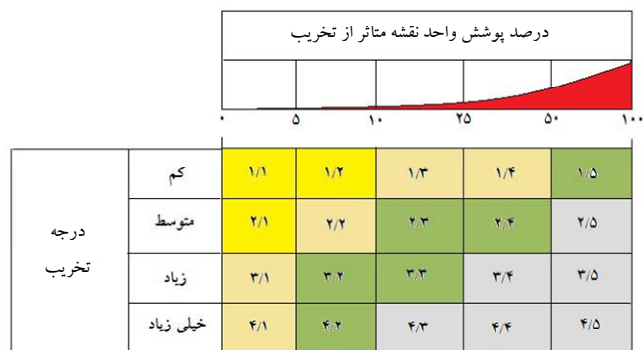 درصد پوشش واحد نقشه متاثر از تخریب
۰ ۵ ۱۰ ۲۵ ۵۰ ۱۰۰
درجه تخریب
کم ۱/۱ ۱/۲ ۱/۳ ۱/۴ ۱/۵
متوسط ۲/۱ ۲/۲ ۲/۳ ۲/۴ ۲/۵
زیاد ۳/۱ ۳/۲ ۳/۳ ۳/۴ ۳/۵
خیلی زیاد ۴/۱ ۴/۲ ۴/۳ ۴/۴ ۴/۵